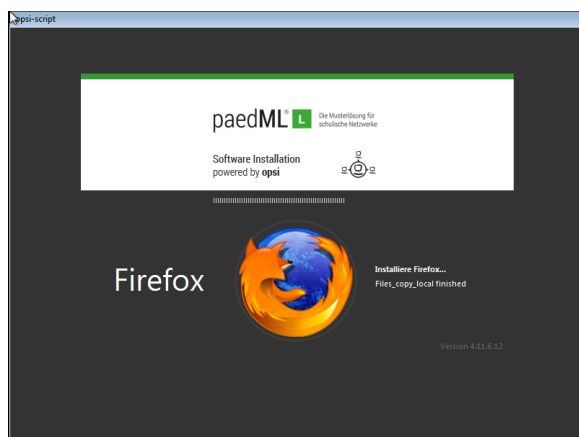 opsi-script
paedML® L Die Musterlösung für
schulische Netzwerke
Software Installation
powered by opsi
Firefox
Installiere Firefox...
Files_copy_local finished
Version 4.11.6.12